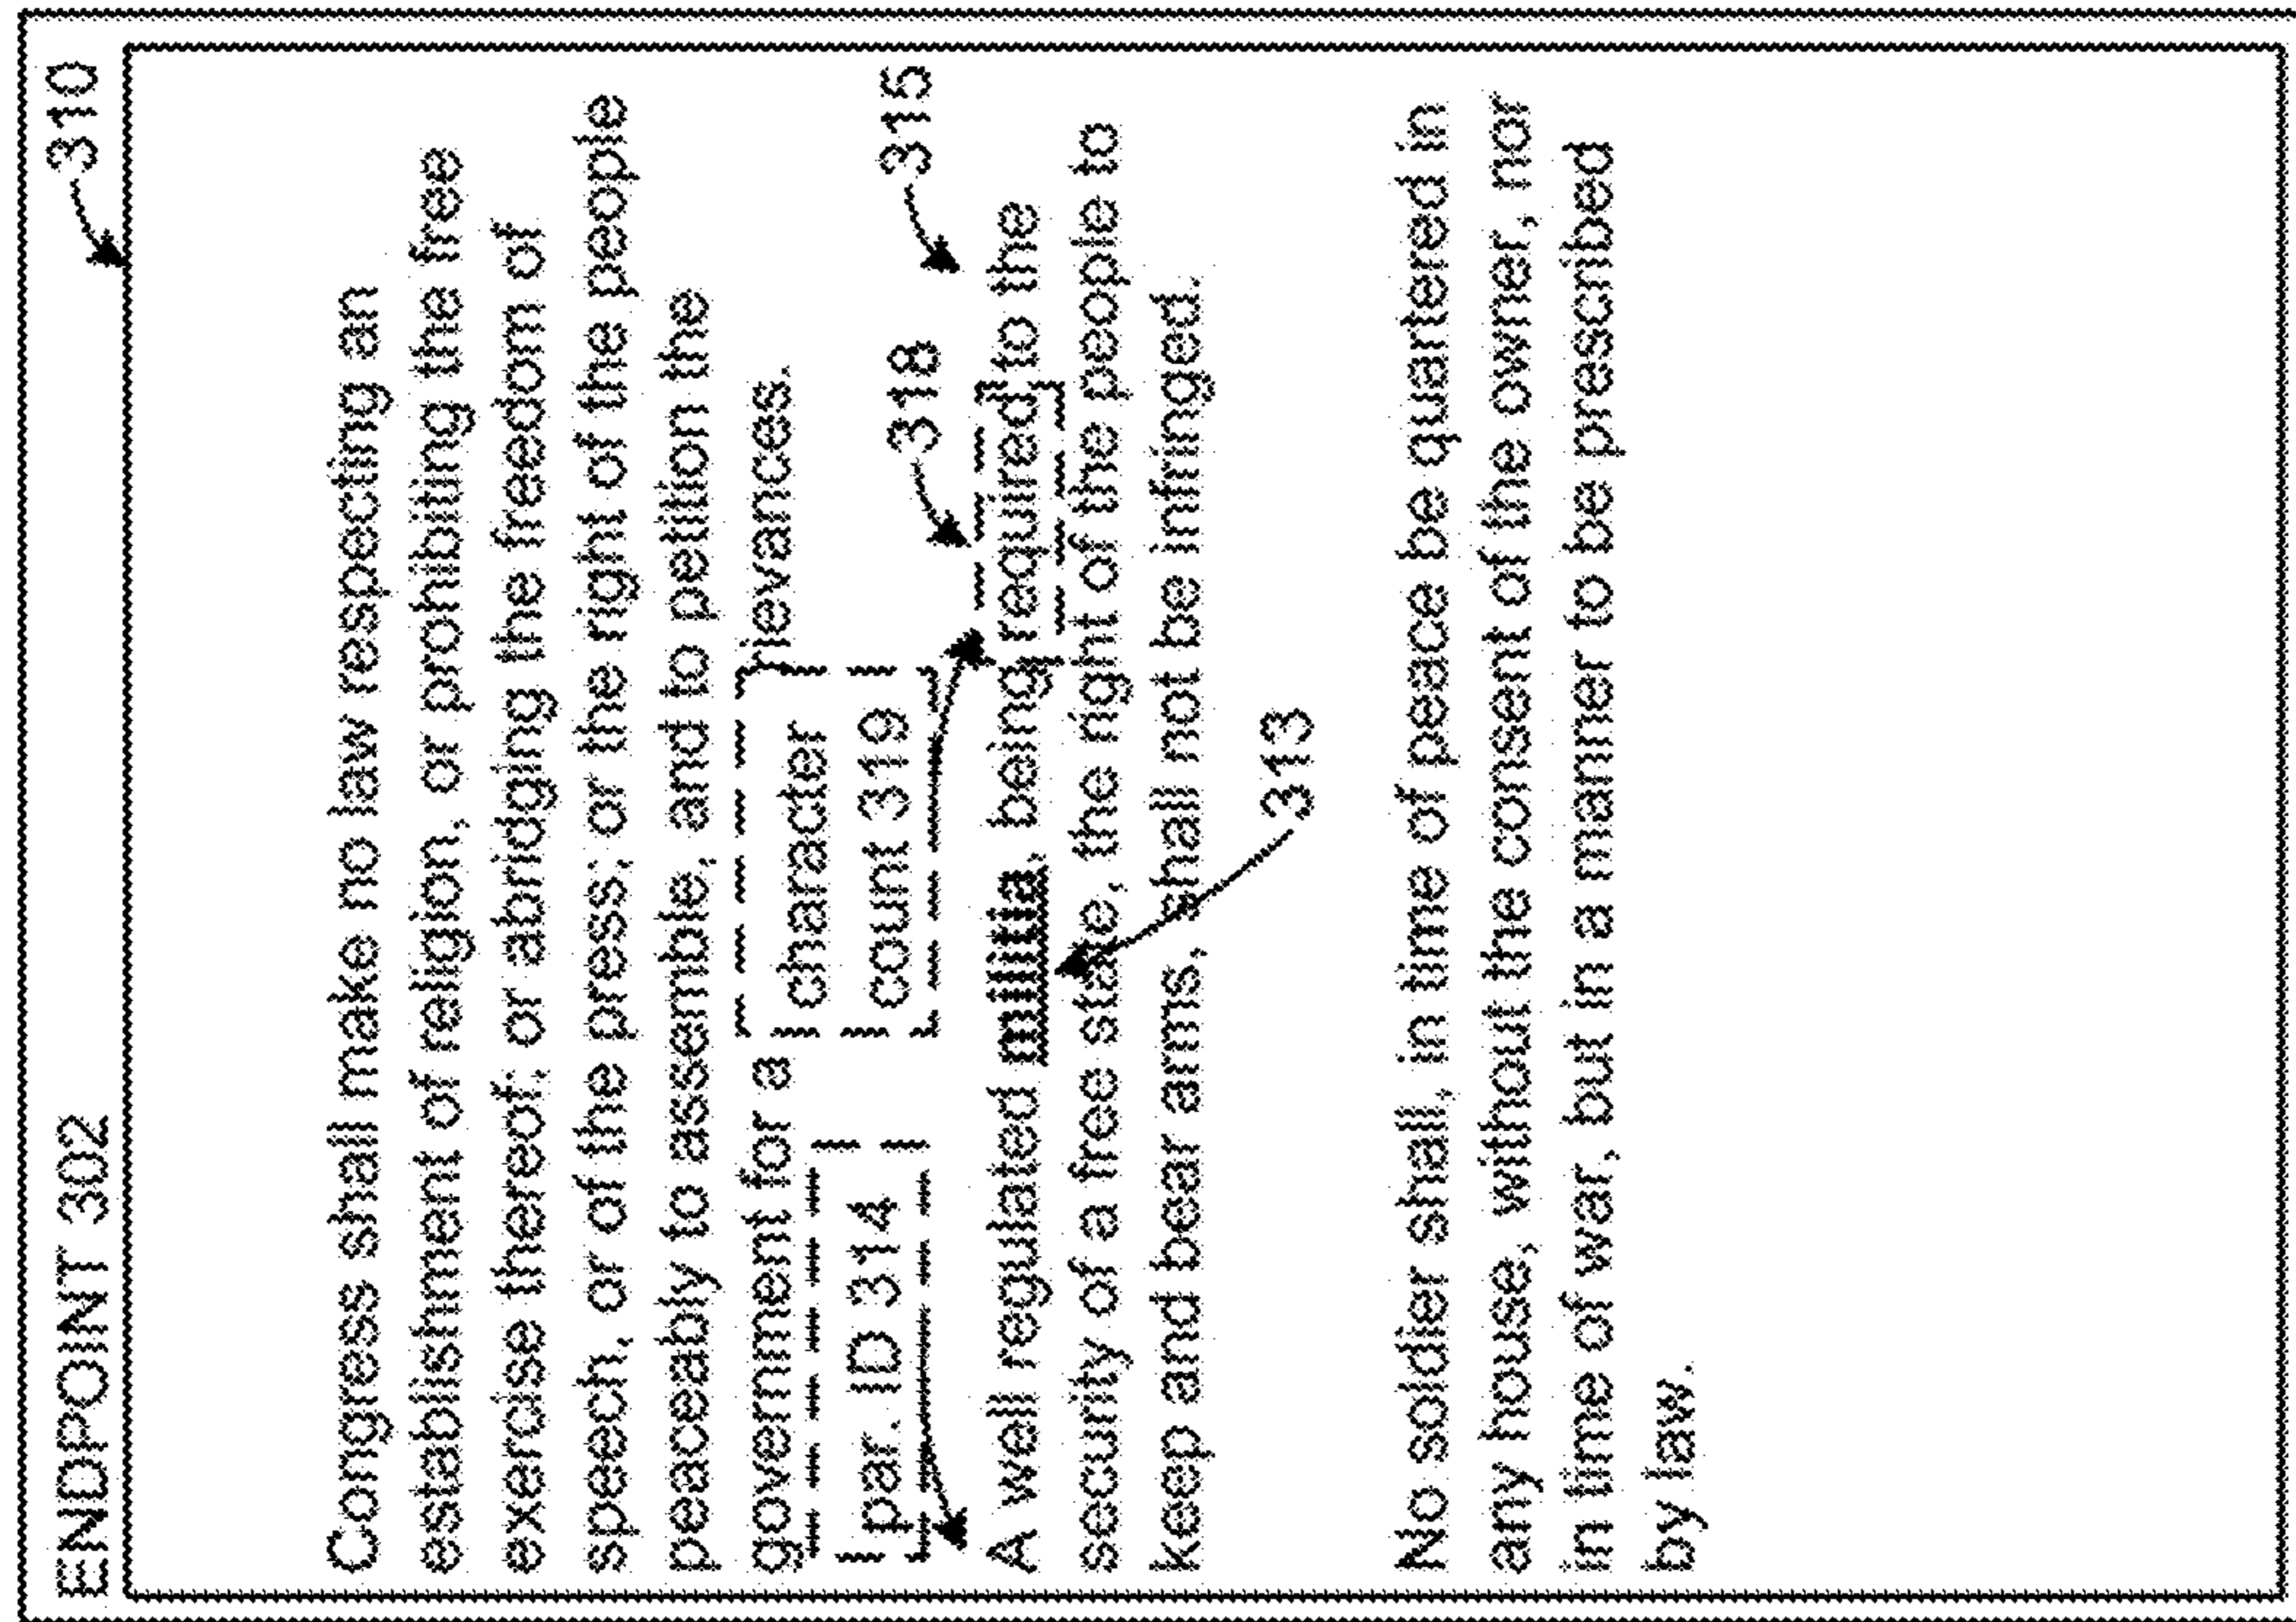 ENDPOINT 302
310
Congress shall make no law respecting an
establishment of religion, or prohibiting the free
exercise thereof; or abridging the freedom of
speech, or of the press; or the right of the people
peaceably to assemble, and to petition the
government for a rievances.
character
count 319
par. ID 314
318
315
A well regulated militia, being required to the
security of a free state, the right of the people to
keep and bear arms, shall not be infringed.
313
No soldier shall, in time of peace be quartered in
any house, without the consent of the owner, nor
in time of war, but in a manner to be prescribed
by law.